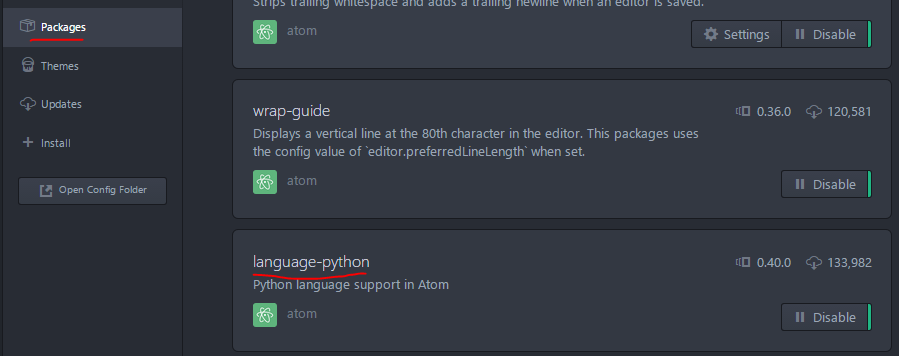 Packages
Themes
Updates
Install
Open Config Folder
Strips trailing whitespace and adds a trailing newline when an editor is saved.
atom
Settings
Disable
wrap-guide
0.36.0
120,581
Displays a vertical line at the 80th character in the editor. This packages uses
the config value of `editor.preferredLineLength` when set.
atom
Disable
language-python
0.40.0
133,982
Python language support in Atom
atom
Disable